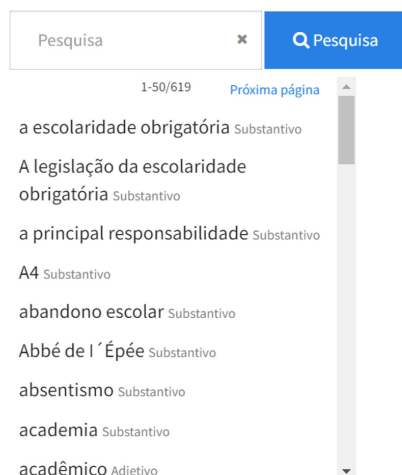 Pesquisa
Pesquisa
1-50/619 Próxima página
a escolaridade obrigatória Substantivo
A legislação da escolaridade
obrigatória Substantivo
a principal responsabilidade Substantivo
A4 Substantivo
abandono escolar Substantivo
Abbé de I´Épée Substantivo
absentismo Substantivo
academia Substantivo
acadêmico Adjetivo